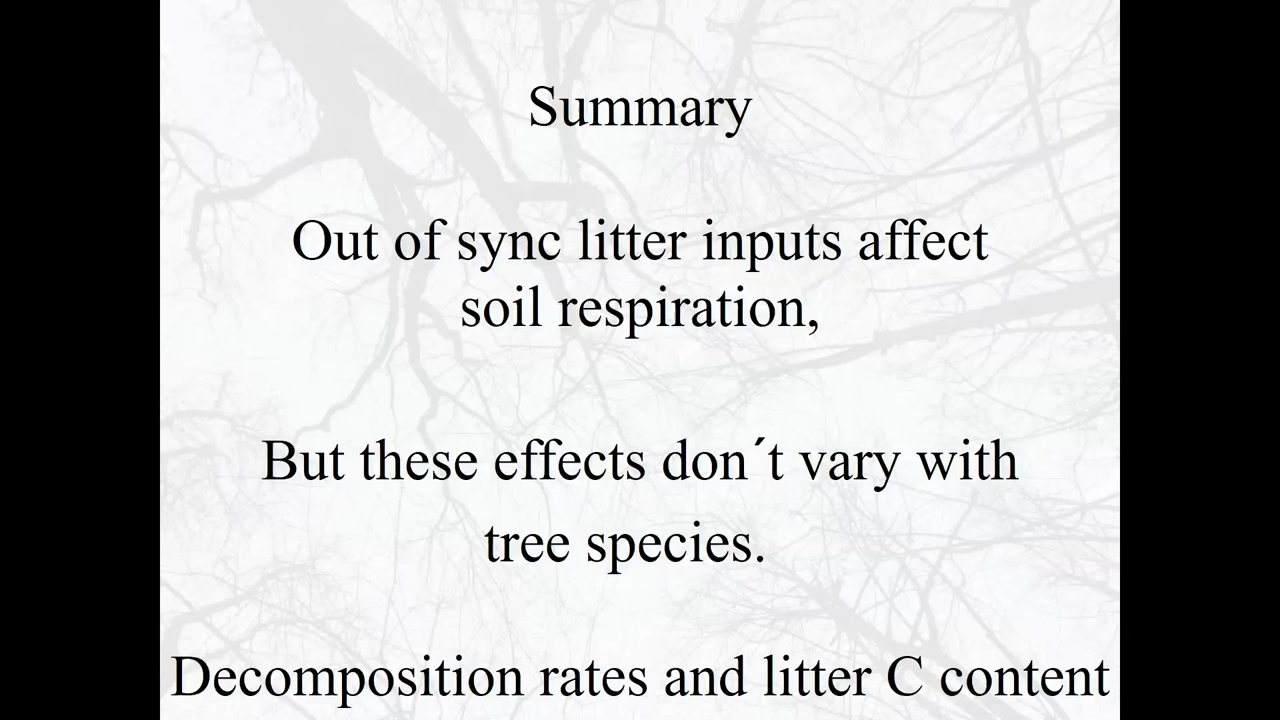 Summary
Out of sync litter inputs affect
soil respiration,
But these effects don´t vary with
tree species.
Decomposition rates and litter C content